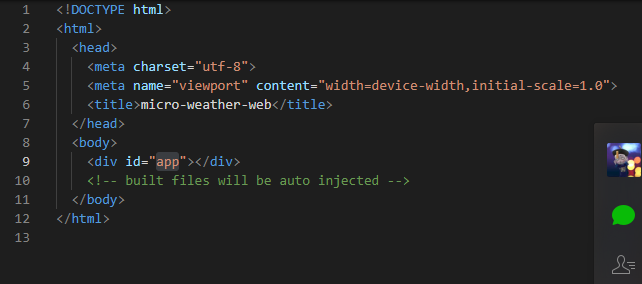 1 <!DOCTYPE html>
2 <html>
3 <head>
4 <meta charset="utf-8">
5 <meta name="viewport" content="width=device-width,initial-scale=1.0">
6 <title>micro-weather-web</title>
7 </head>
8 <body>
9 <div id="app"></div>
10 <!-- built files will be auto injected -->
11 </body>
12 </html>
13